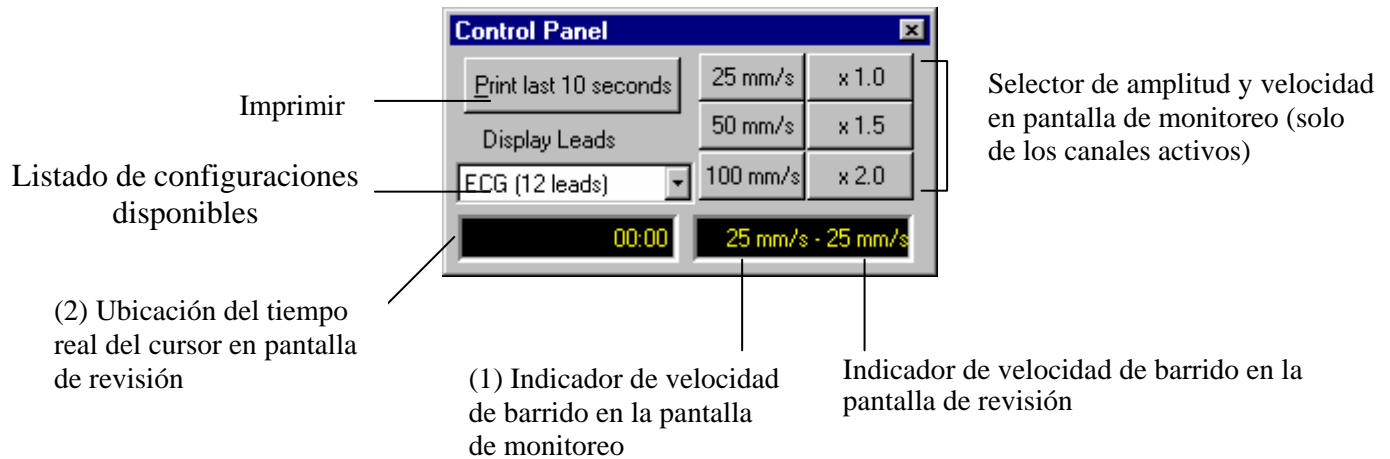 Control Panel
Print last 10 seconds
25 mm/s
x 1.0
Imprimir
Selector de amplitud y velocidad
en pantalla de monitoreo (solo
de los canales activos)
Display Leads
50 mm/s
x 1.5
Listado de configuraciones
disponibles
ECG (12 leads)
100 mm/s
x 2.0
00:00
25 mm/s - 25 mm/s
(2) Ubicación del tiempo
real del cursor en pantalla
de revisión
(1) Indicador de velocidad
de barrido en la pantalla
de monitoreo
Indicador de velocidad de barrido en la
pantalla de revisión